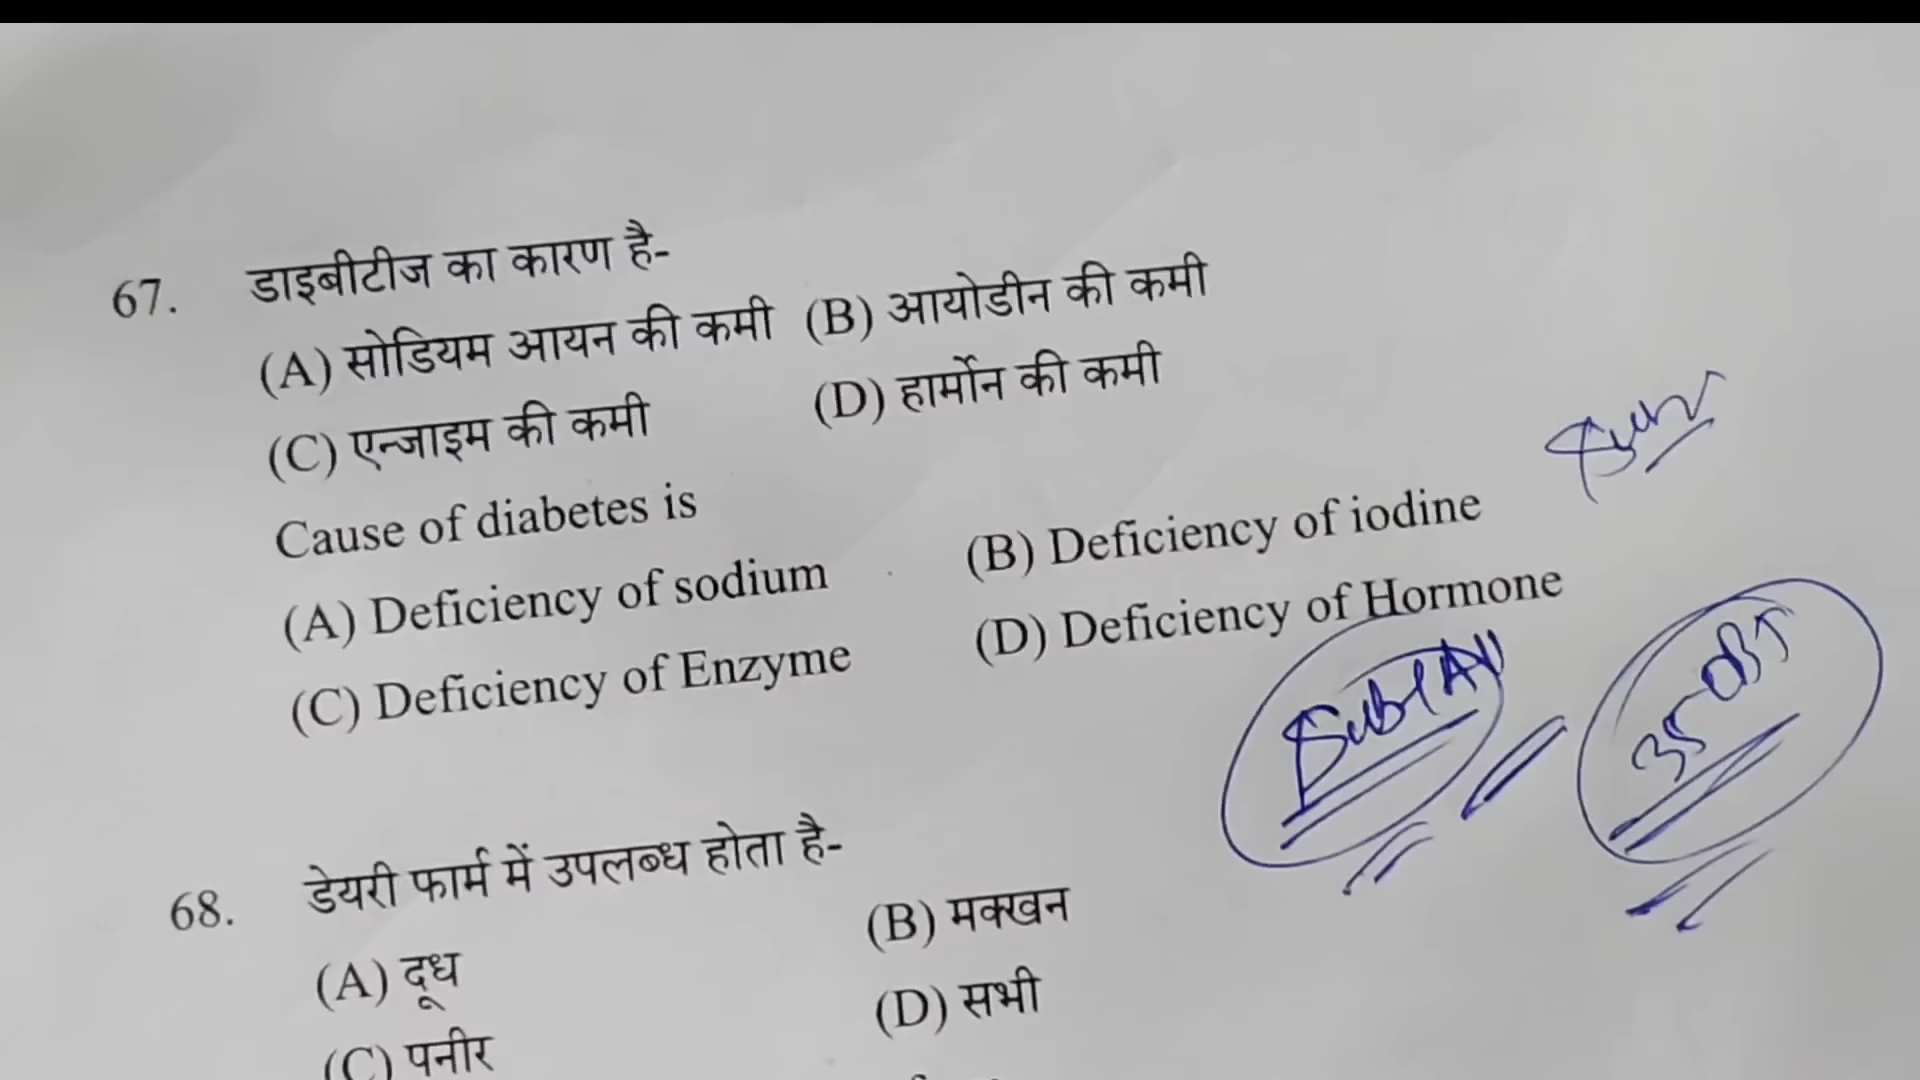 67. डाइबीटीज का कारण है-
(A) सोडियम आयन की कमी (B) आयोडीन की कमी
(C) एन्जाइम की कमी (D) हार्मोन की कमी
Cause of diabetes is
(A) Deficiency of sodium (B) Deficiency of iodine
(C) Deficiency of Enzyme (D) Deficiency of Hormone
68. डेयरी फार्म में उपलब्ध होता है-
(A) दूध (B) मक्खन
(C) पनीर (D) सभी